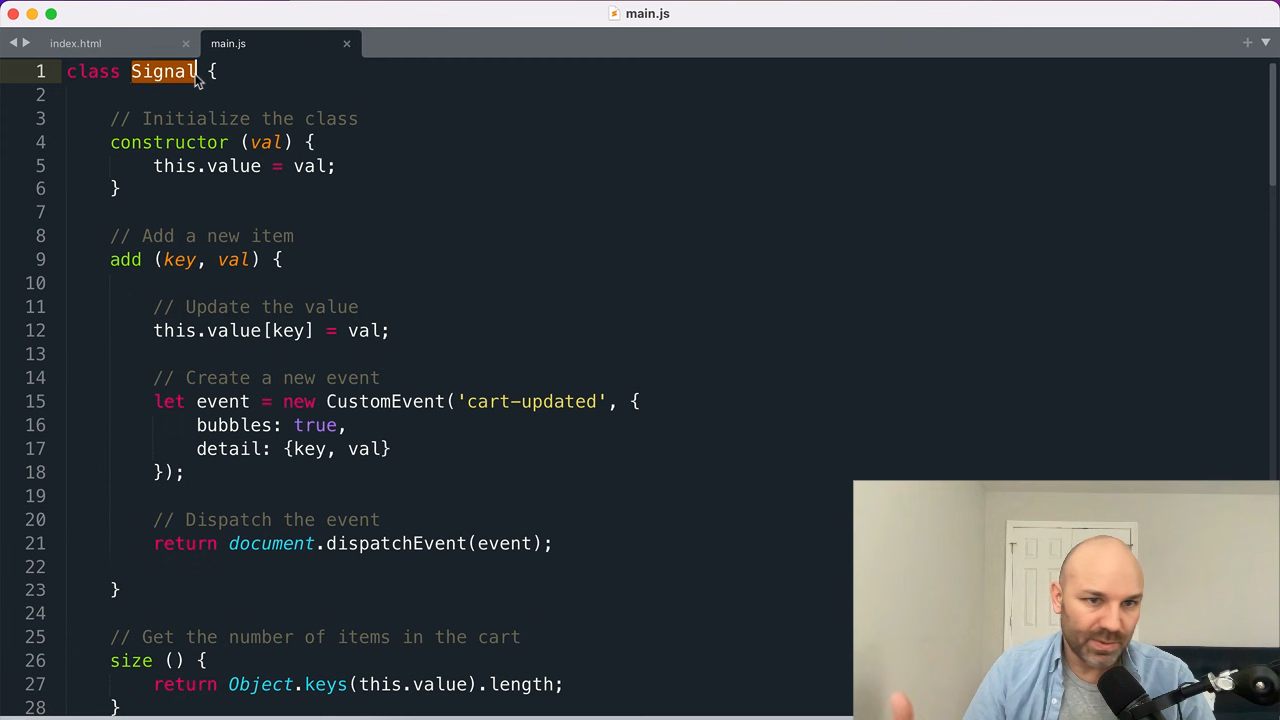 main.js
index.html
main.js
1 class Signal {
2
3 // Initialize the class
4 constructor (val) {
5 this.value = val;
6 }
7
8 // Add a new item
9 add (key, val) {
10
11 // Update the value
12 this.value[key] = val;
13
14 // Create a new event
15 let event = new CustomEvent('cart-updated', {
16 bubbles: true,
17 detail: {key, val}
18 });
19
20 // Dispatch the event
21 return document.dispatchEvent(event);
22
23 }
24
25 // Get the number of items in the cart
26 size () {
27 return Object.keys(this.value).length;
28 }